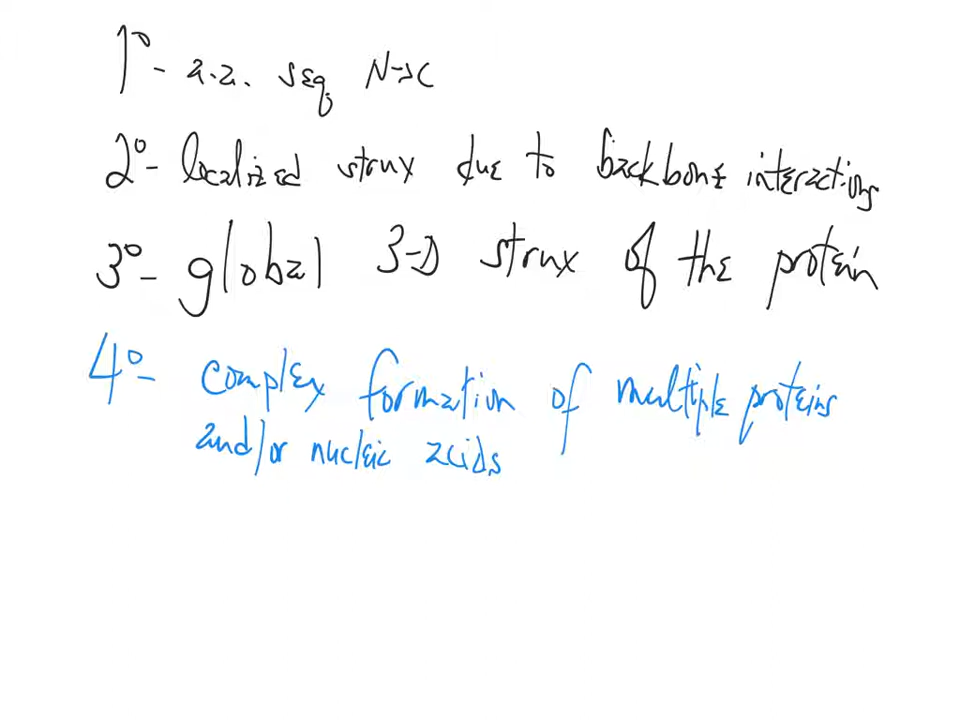 1° - a.a. seq. N→C
2° - localized strux due to backbone interactions
3° - global 3-D strux of the protein
4° - complex formation of multiple proteins
and/or nucleic acids